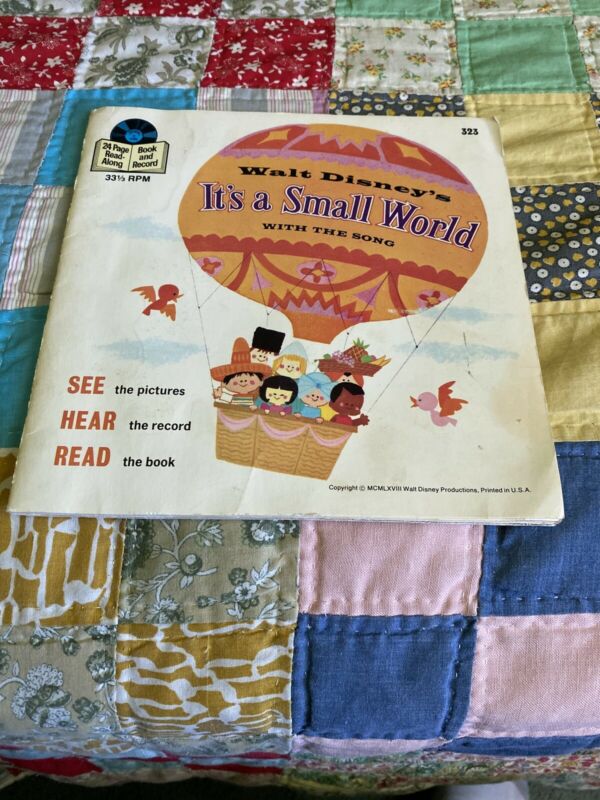 323
24 Page
Read-
Along
Book
and
Record
33⅓ RPM
Walt Disney's
It's a Small World
WITH THE SONG
SEE the pictures
HEAR the record
READ the book
Copyright © MCMLXVIII Walt Disney Productions, Printed in U.S.A.